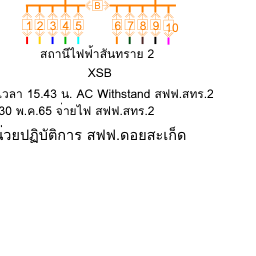 B
1 2 3 4 5 6 7 8 9 10
สถานีไฟฟ้าสันทราย 2
XSB
เวลา 15.43 น. AC Withstand สฟฟ.สทร.2
30 พ.ค.65 จ่ายไฟ สฟฟ.สทร.2
น่วยปฏิบัติการ สฟฟ.ดอยสะเก็ด